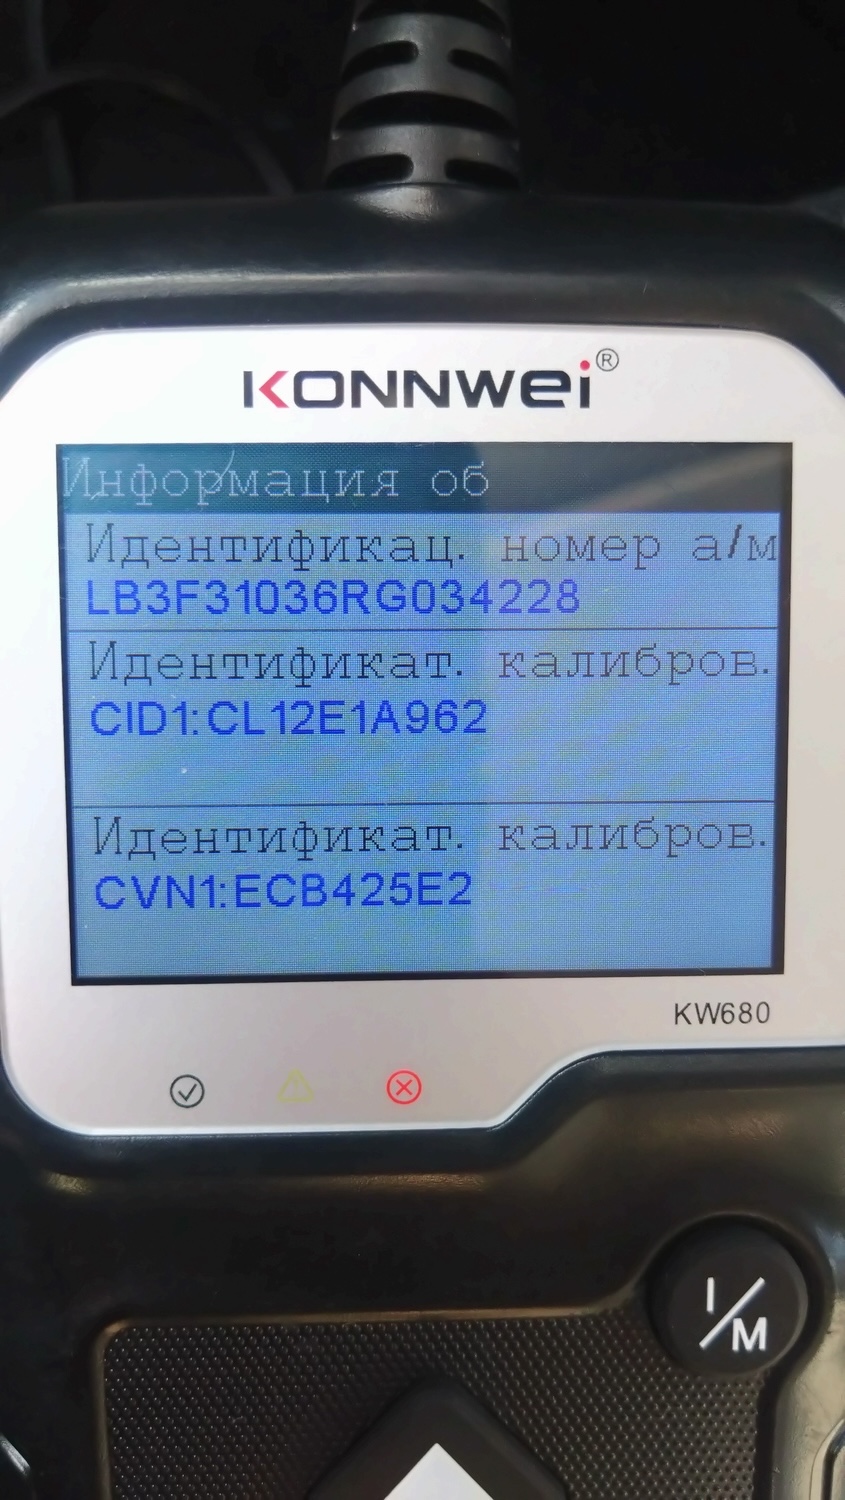 KONNWEI®
Информация об
Идентификац. номер а/м
LB3F31036RG034228
Идентификат. калибров.
CID1:CL12E1A962
Идентификат. калибров.
CVN1:ECB425E2
KW680
I/M